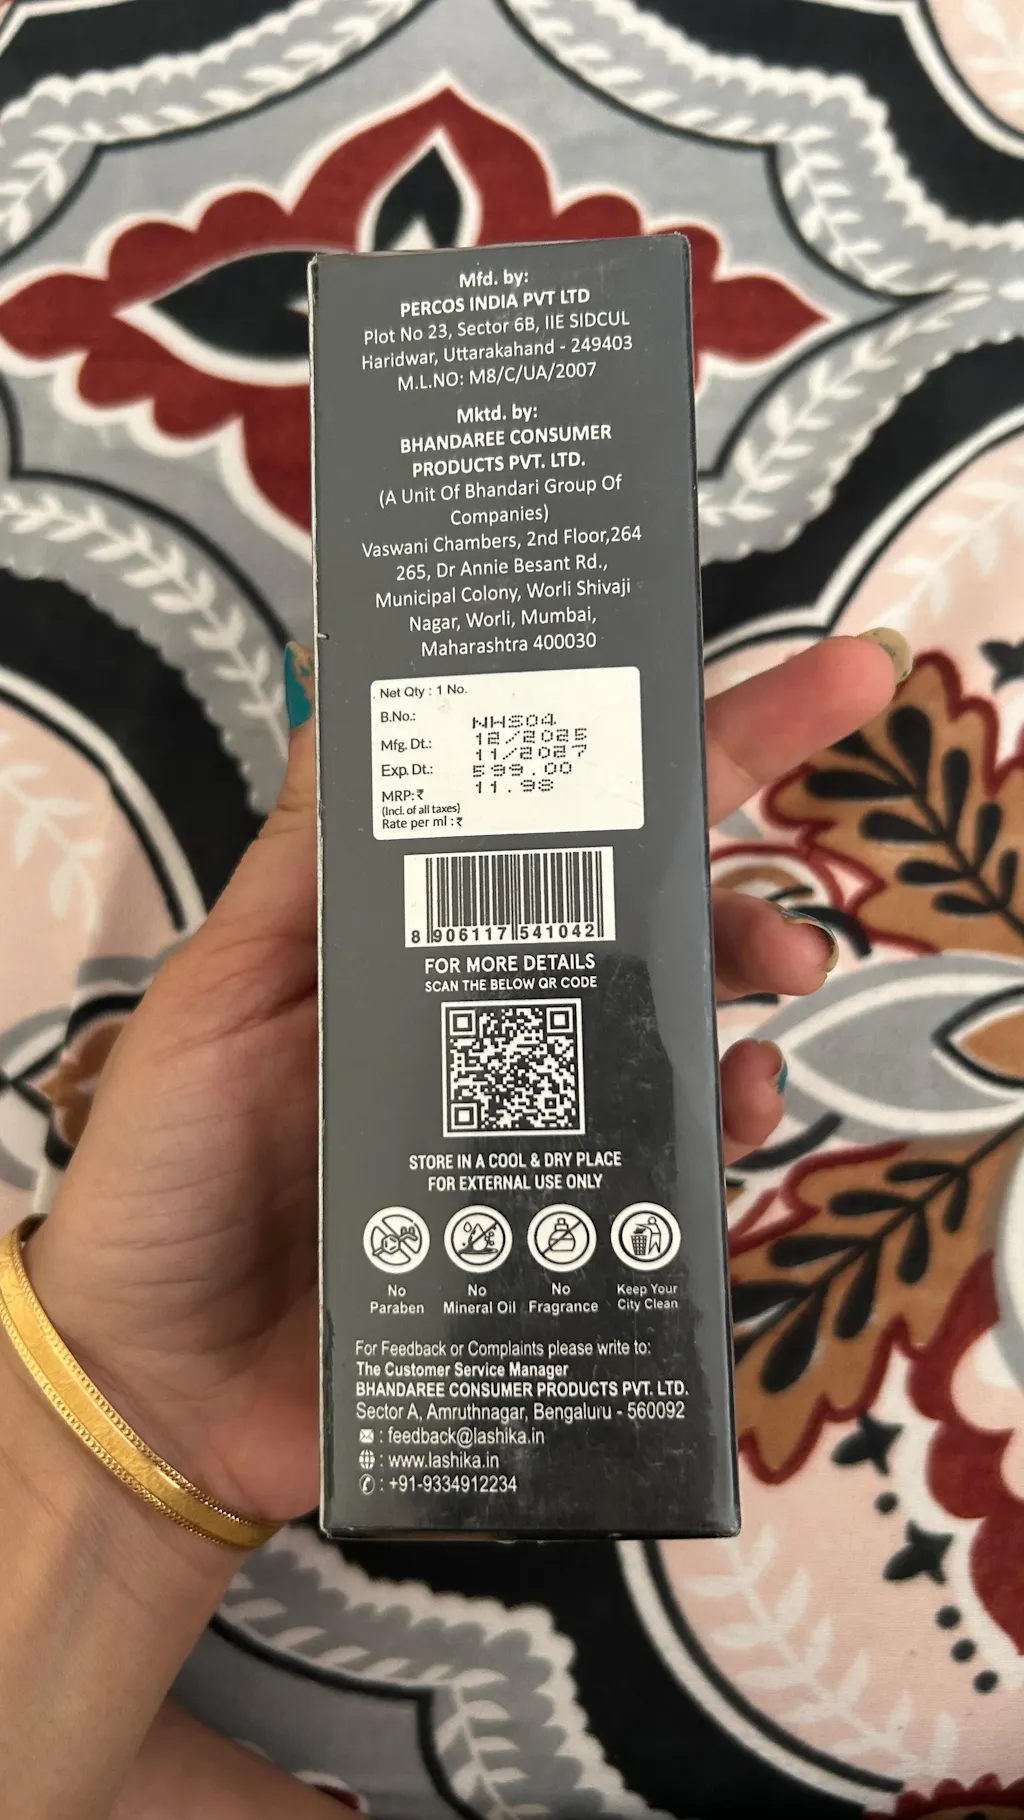 Mfd. by:
PERCOS INDIA PVT LTD
Plot No 23, Sector 6B, IIE SIDCUL
Haridwar, Uttarakahand - 249403
M.L.NO: M8/C/UA/2007
Mktd. by:
BHANDAREE CONSUMER
PRODUCTS PVT. LTD.
(A Unit Of Bhandari Group Of
Companies)
Vaswani Chambers, 2nd Floor,264
265, Dr Annie Besant Rd.,
Municipal Colony, Worli Shivaji
Nagar, Worli, Mumbai,
Maharashtra 400030
Net Qty : 1 No.
B.No.: NHS04
Mfg. Dt.: 12/2025
Exp. Dt.: 11/2027
MRP:₹ 599.00
(Incl. of all taxes)
Rate per ml :₹ 11.98
8 906117 541042
FOR MORE DETAILS
SCAN THE BELOW QR CODE
STORE IN A COOL & DRY PLACE
FOR EXTERNAL USE ONLY
No Paraben
No Mineral Oil
No Fragrance
Keep Your City Clean
For Feedback or Complaints please write to:
The Customer Service Manager
BHANDAREE CONSUMER PRODUCTS PVT. LTD.
Sector A, Amruthnagar, Bengaluru - 560092
: feedback@lashika.in
: www.lashika.in
: +91-9334912234